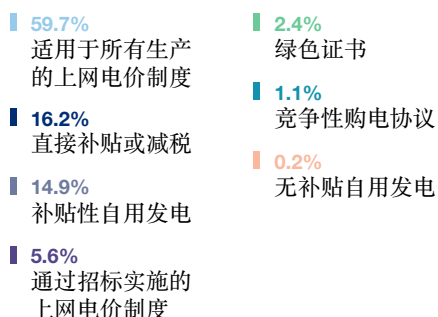 59.7%
适用于所有生产
的上网电价制度
16.2%
直接补贴或减税
14.9%
补贴性自用发电
5.6%
通过招标实施的
上网电价制度
2.4%
绿色证书
1.1%
竞争性购电协议
0.2%
无补贴自用发电